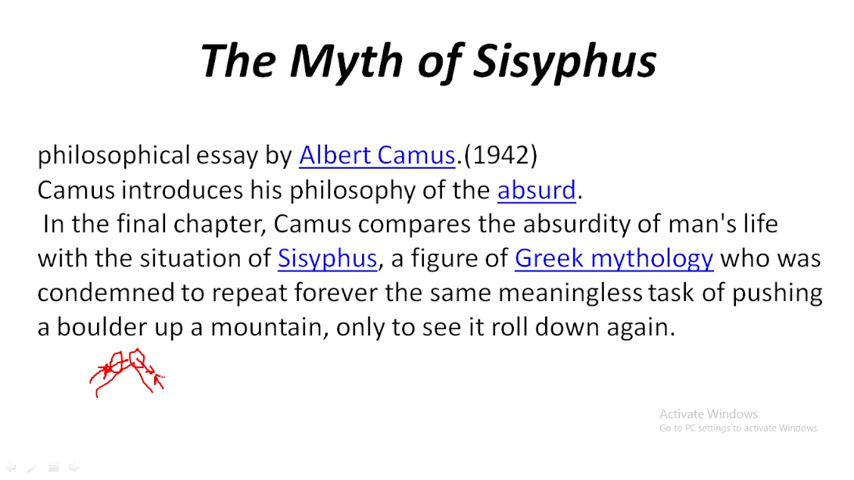 The Myth of Sisyphus
philosophical essay by Albert Camus.(1942)
Camus introduces his philosophy of the absurd.
In the final chapter, Camus compares the absurdity of man's life
with the situation of Sisyphus, a figure of Greek mythology who was
condemned to repeat forever the same meaningless task of pushing
a boulder up a mountain, only to see it roll down again.
Activate Windows
Go to PC settings to activate Windows.